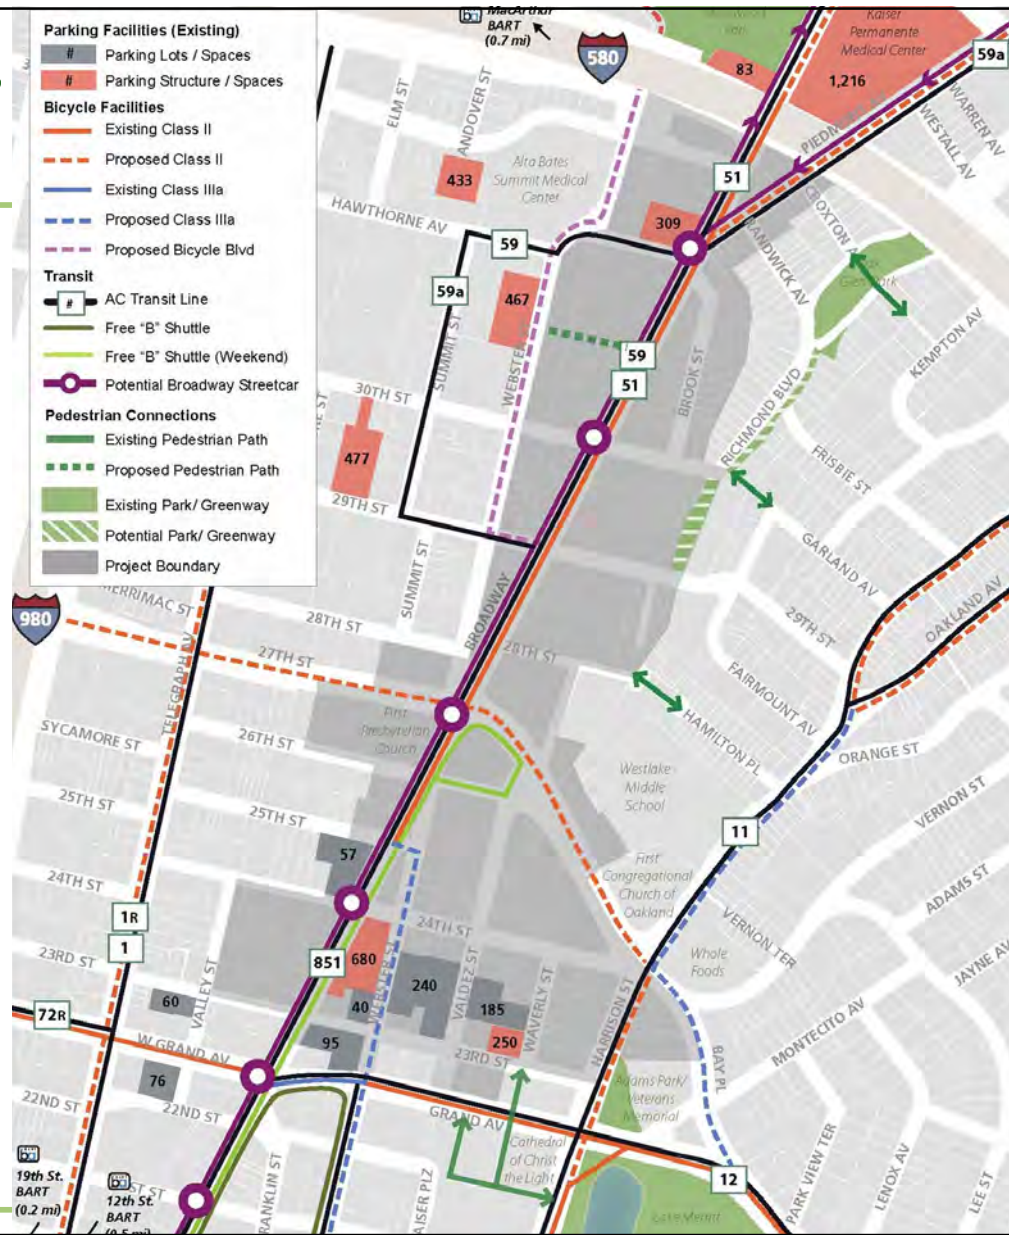 Parking Facilities (Existing)
# Parking Lots / Spaces
# Parking Structure / Spaces
Bicycle Facilities
Existing Class II
Proposed Class II
Existing Class IIIa
Proposed Class IIIa
Proposed Bicycle Blvd
Transit
# AC Transit Line
Free “B” Shuttle
Free “B” Shuttle (Weekend)
Potential Broadway Streetcar
Pedestrian Connections
Existing Pedestrian Path
Proposed Pedestrian Path
Existing Park/ Greenway
Potential Park/ Greenway
Project Boundary
MacArthur
BART
(0.7 mi)
580
83
Kaiser
Permanente
Medical Center
1,216
59a
ELM ST
ANDOVER ST
433
Alta Bates
Summit Medical
Center
51
WARREN AV
WESTALL AV
HAWTHORNE AV
309
59
59a
467
59
51
SUMMIT ST
BROOK ST
KEMPTON AV
RICHMOND BLVD
30TH ST
477
29TH ST
FRISBIE ST
GARLAND AV
29TH ST
OAKLAND AV
980
SUMMIT ST
BROADWAY
28TH ST
28TH ST
27TH ST
TELEGRAPH AV
FAIRMOUNT AV
HAMILTON PL
ORANGE ST
SYCAMORE ST
26TH ST
First
Presbyterian
Church
Westlake
Middle
School
VERNON ST
25TH ST
25TH ST
11
57
First
Congregational
Church of
Oakland
ADAMS ST
24TH ST
24TH ST
VERNON TER
1R
1
23RD ST
851
680
240
Whole
Foods
JAYNE AV
VALLEY ST
WEBSTER ST
VALDEZ ST
WAVERLY ST
HARRISON ST
60
40
185
72R
95
250
MONTECITO AV
W GRAND AV
23RD ST
BAY PL
76
22ND ST
22ND ST
GRAND AV
Adams Park/
Veterans
Memorial
Cathedral
of Christ
the Light
12
PARK VIEW TER
LENOX AV
LEE ST
19th St.
BART
(0.2 mi)
12th St.
BART
Lake Merritt